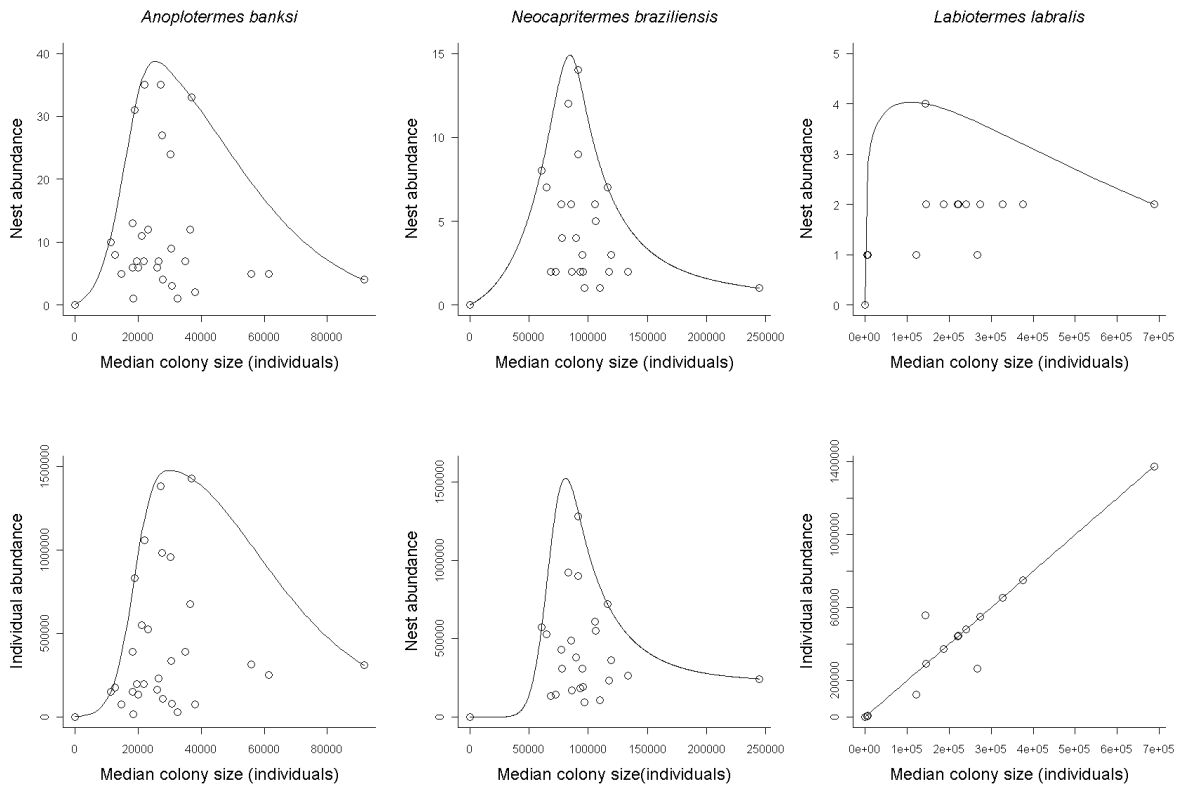 Anoplotermes banksi
Neocapritermes braziliensis
Labiotermes labralis
Nest abundance
40
30
20
10
0
0 20000 40000 60000 80000
Median colony size (individuals)
Nest abundance
15
10
5
0
0 50000 100000 150000 200000 250000
Median colony size (individuals)
Nest abundance
5
4
3
2
1
0
0e+00 1e+05 2e+05 3e+05 4e+05 5e+05 6e+05 7e+05
Median colony size (individuals)
Individual abundance
1500000
1000000
500000
0
0 20000 40000 60000 80000
Median colony size (individuals)
Nest abundance
1500000
1000000
500000
0
0 50000 100000 150000 200000 250000
Median colony size(individuals)
Individual abundance
1400000
1000000
600000
200000
0
0e+00 1e+05 2e+05 3e+05 4e+05 5e+05 6e+05 7e+05
Median colony size (individuals)